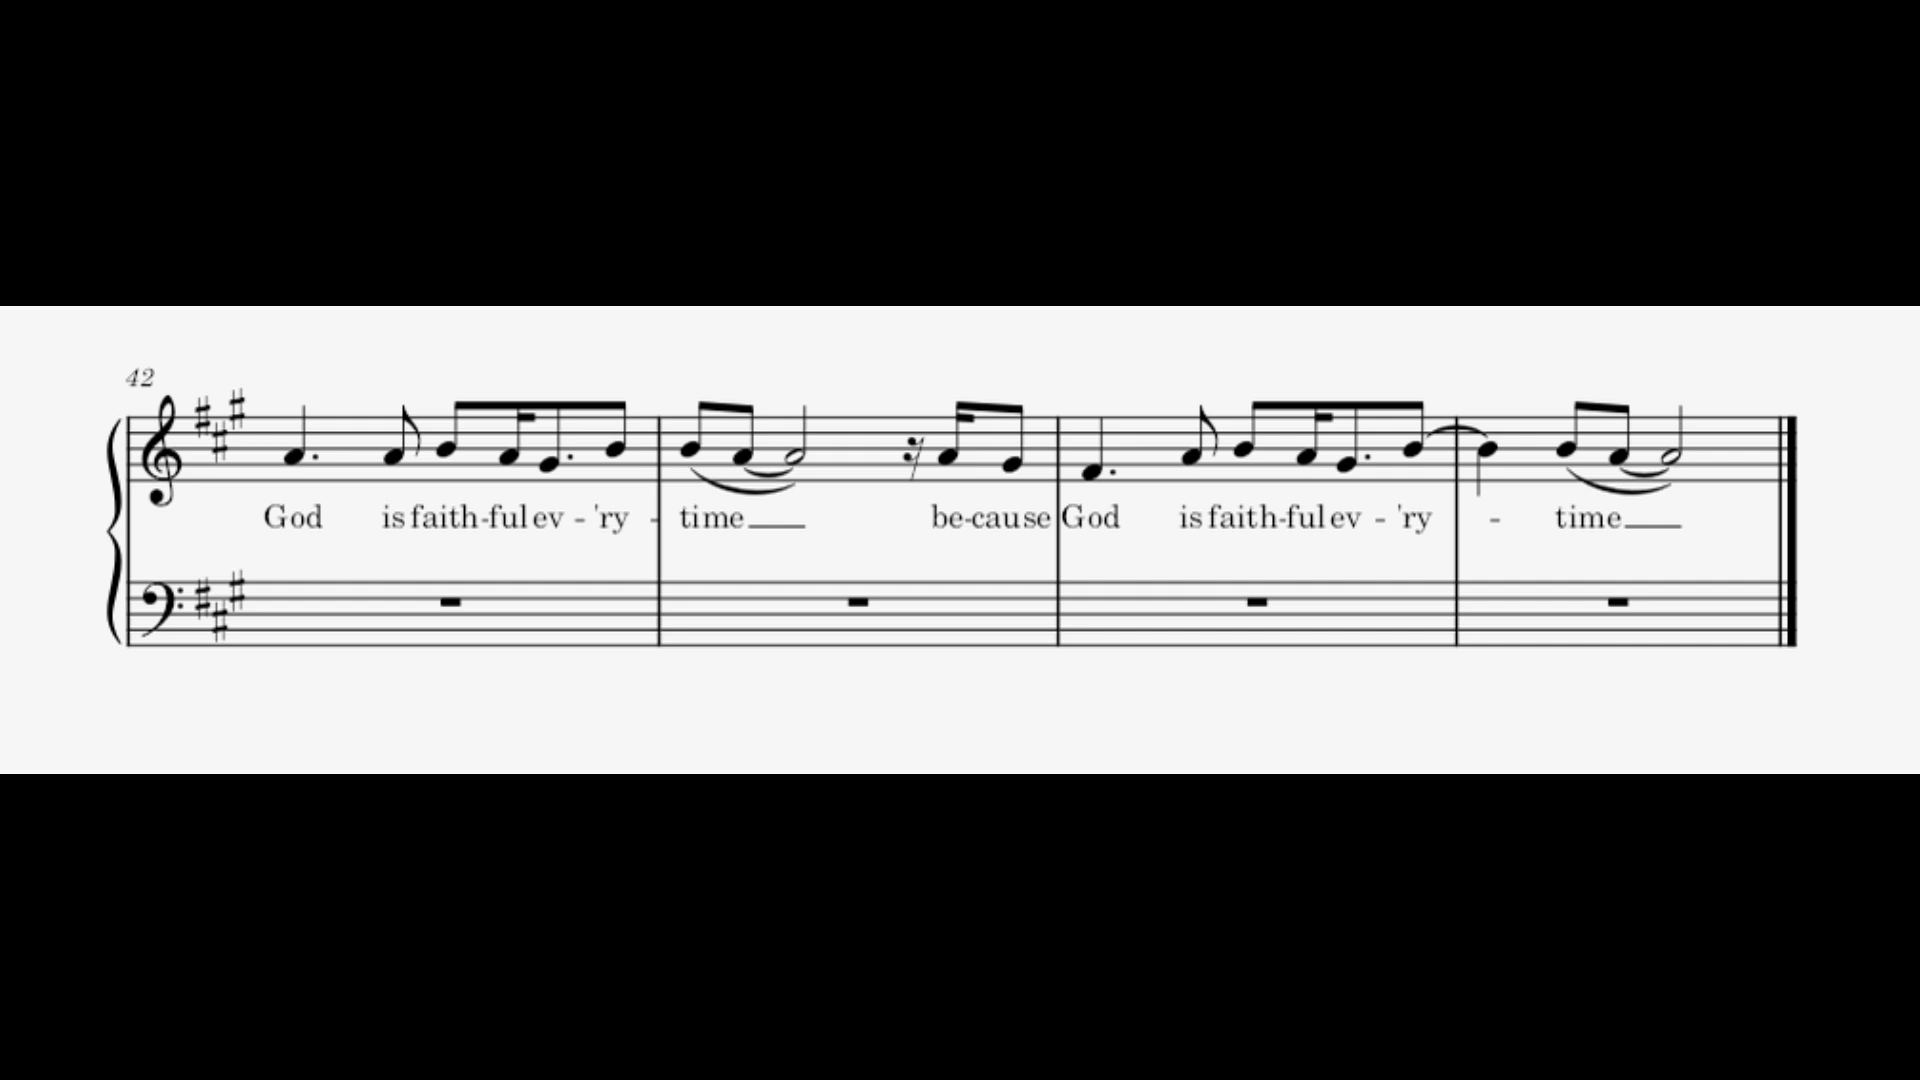 42
God is faith-ful ev - 'ry - time be-cause God is faith-ful ev - 'ry - time